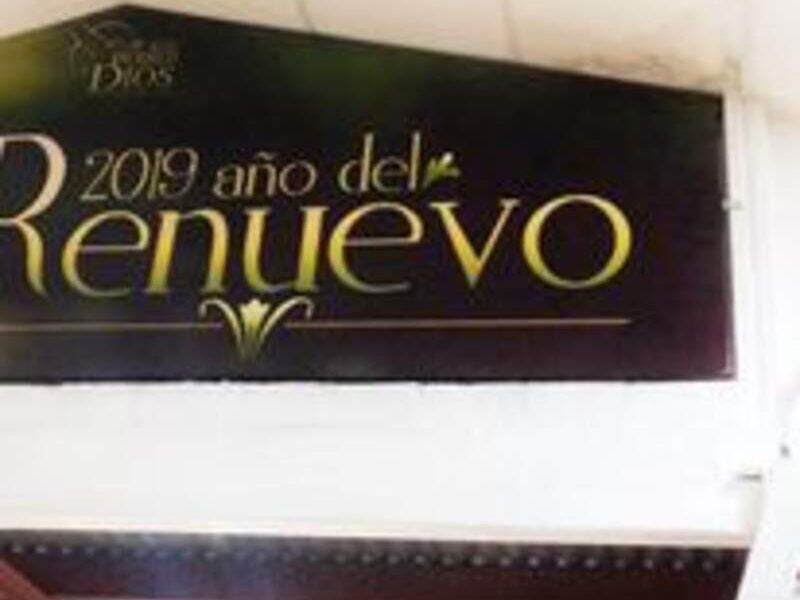 Dios
2019 año del
Renuevo